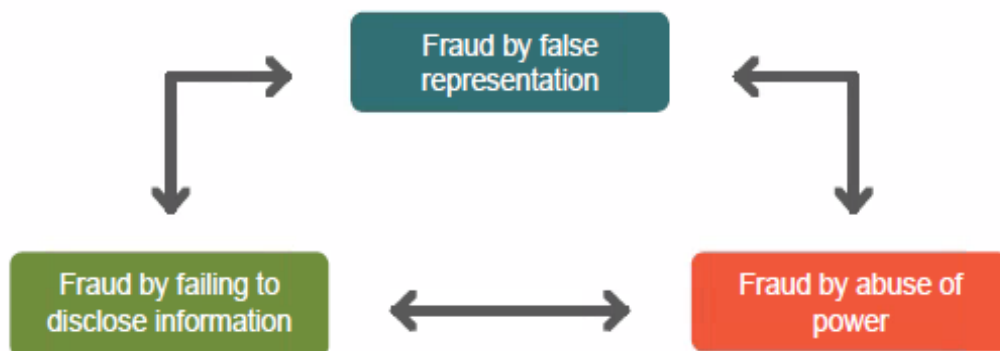 Fraud by false
representation
Fraud by failing to
disclose information
Fraud by abuse of
power